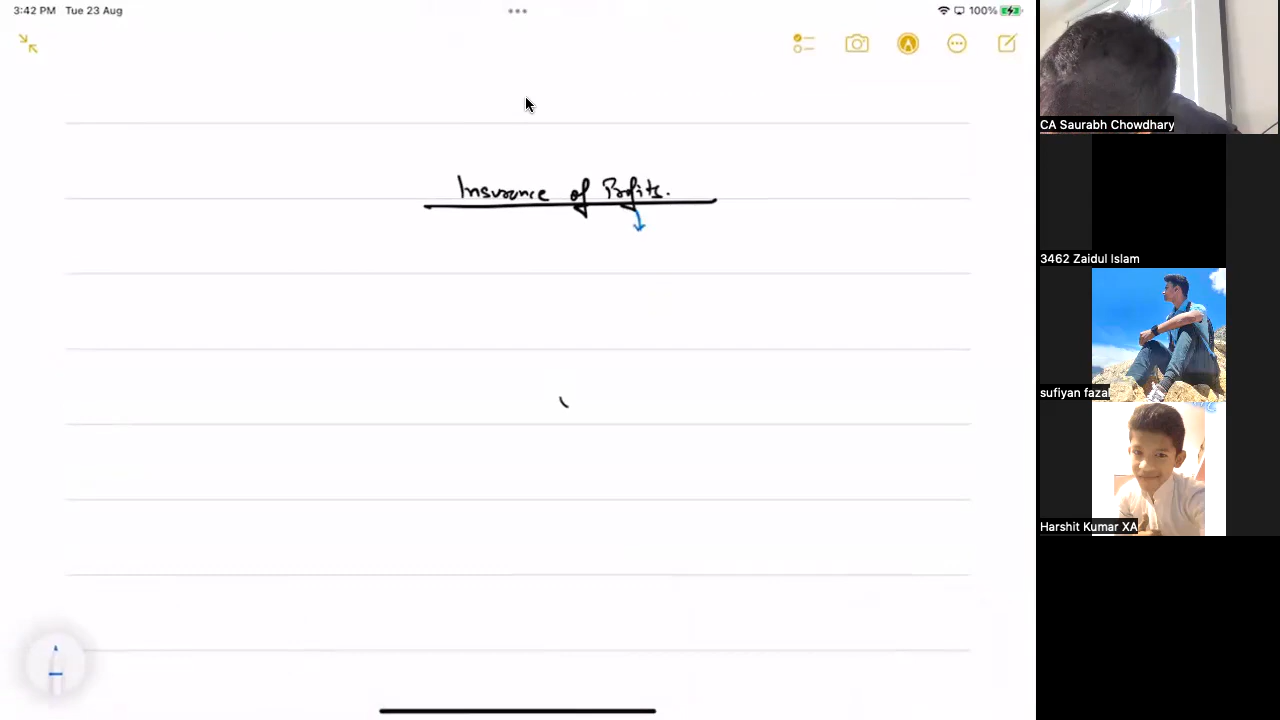 3:42 PM Tue 23 Aug
100%
Insurance of Profits.
CA Saurabh Chowdhary
3462 Zaidul Islam
sufiyan fazal
Harshit Kumar XA